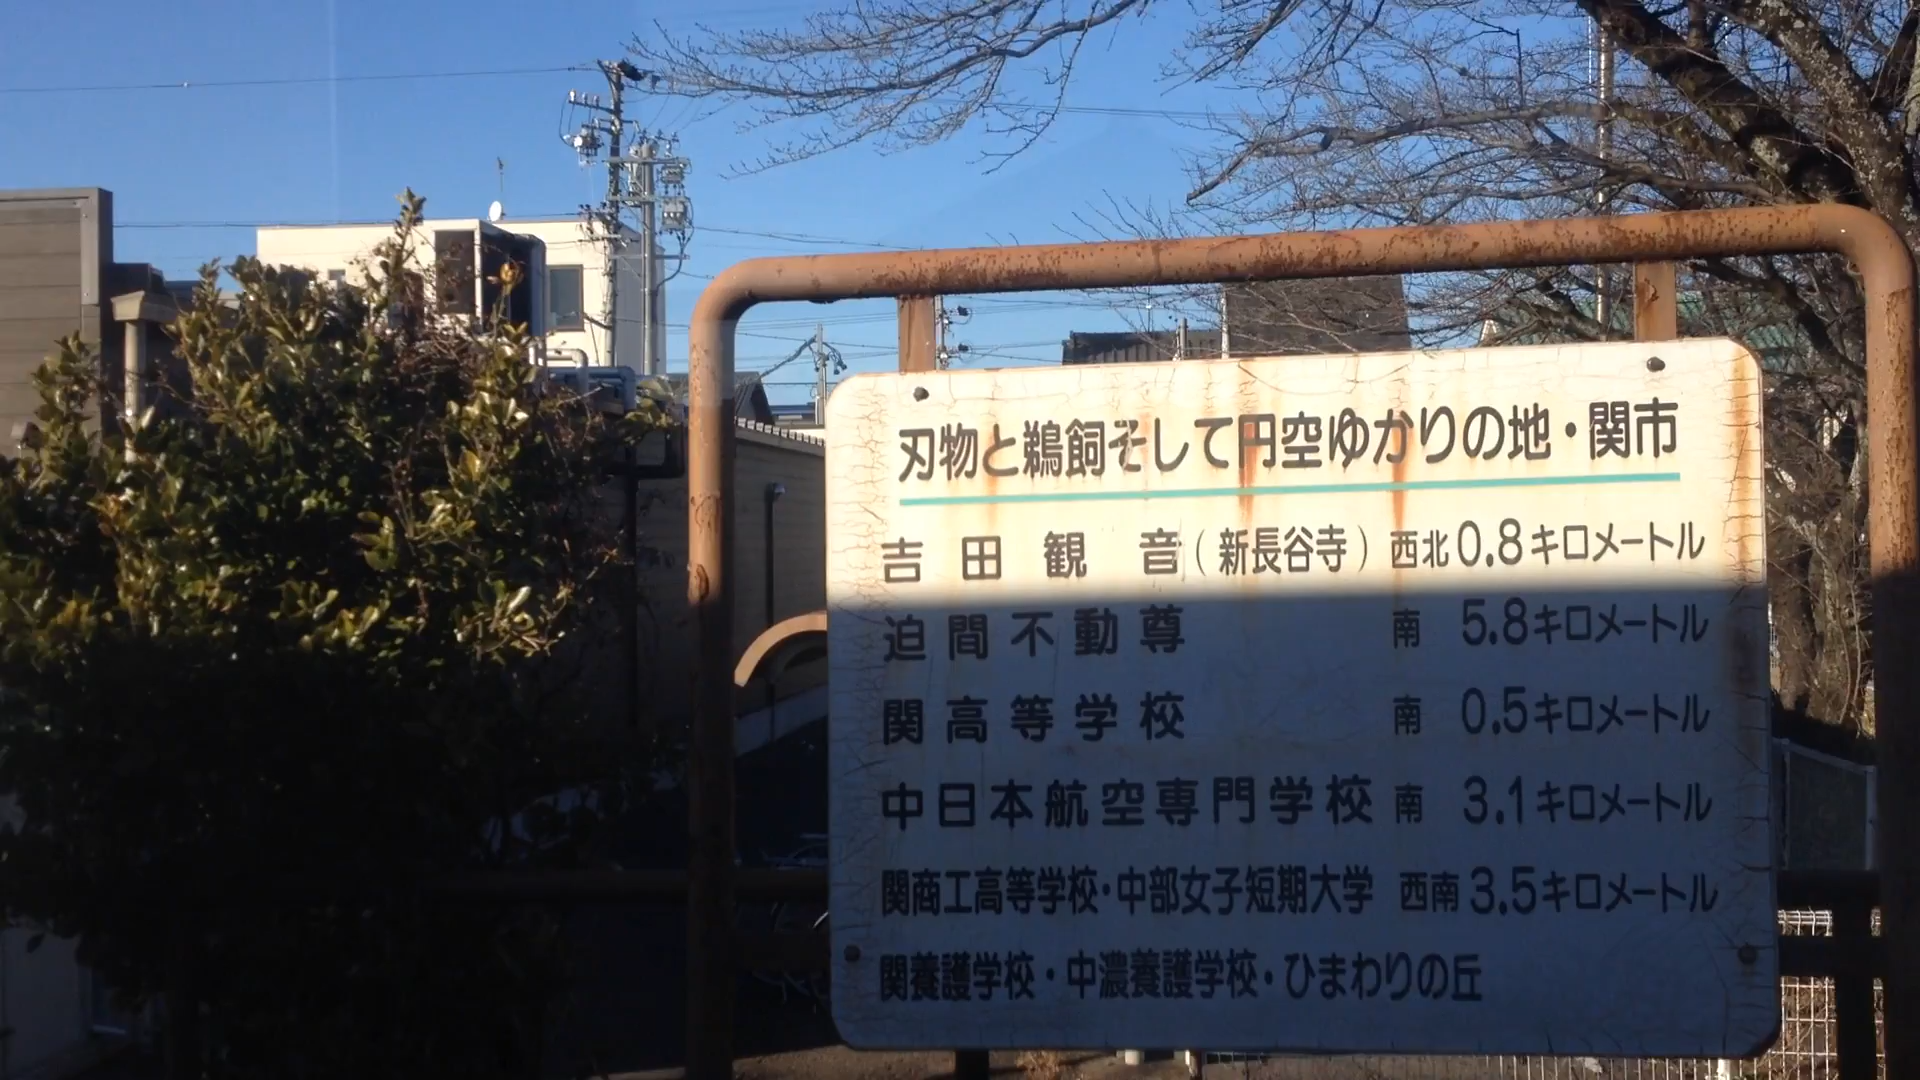 刃物と鵜飼そして円空ゆかりの地・関市
吉田観音(新長谷寺) 西北0.8キロメートル
迫間不動尊 南 5.8キロメートル
関高等学校 南 0.5キロメートル
中日本航空専門学校 南 3.1キロメートル
関商工高等学校・中部女子短期大学 西南3.5キロメートル
関養護学校・中濃養護学校・ひまわりの丘